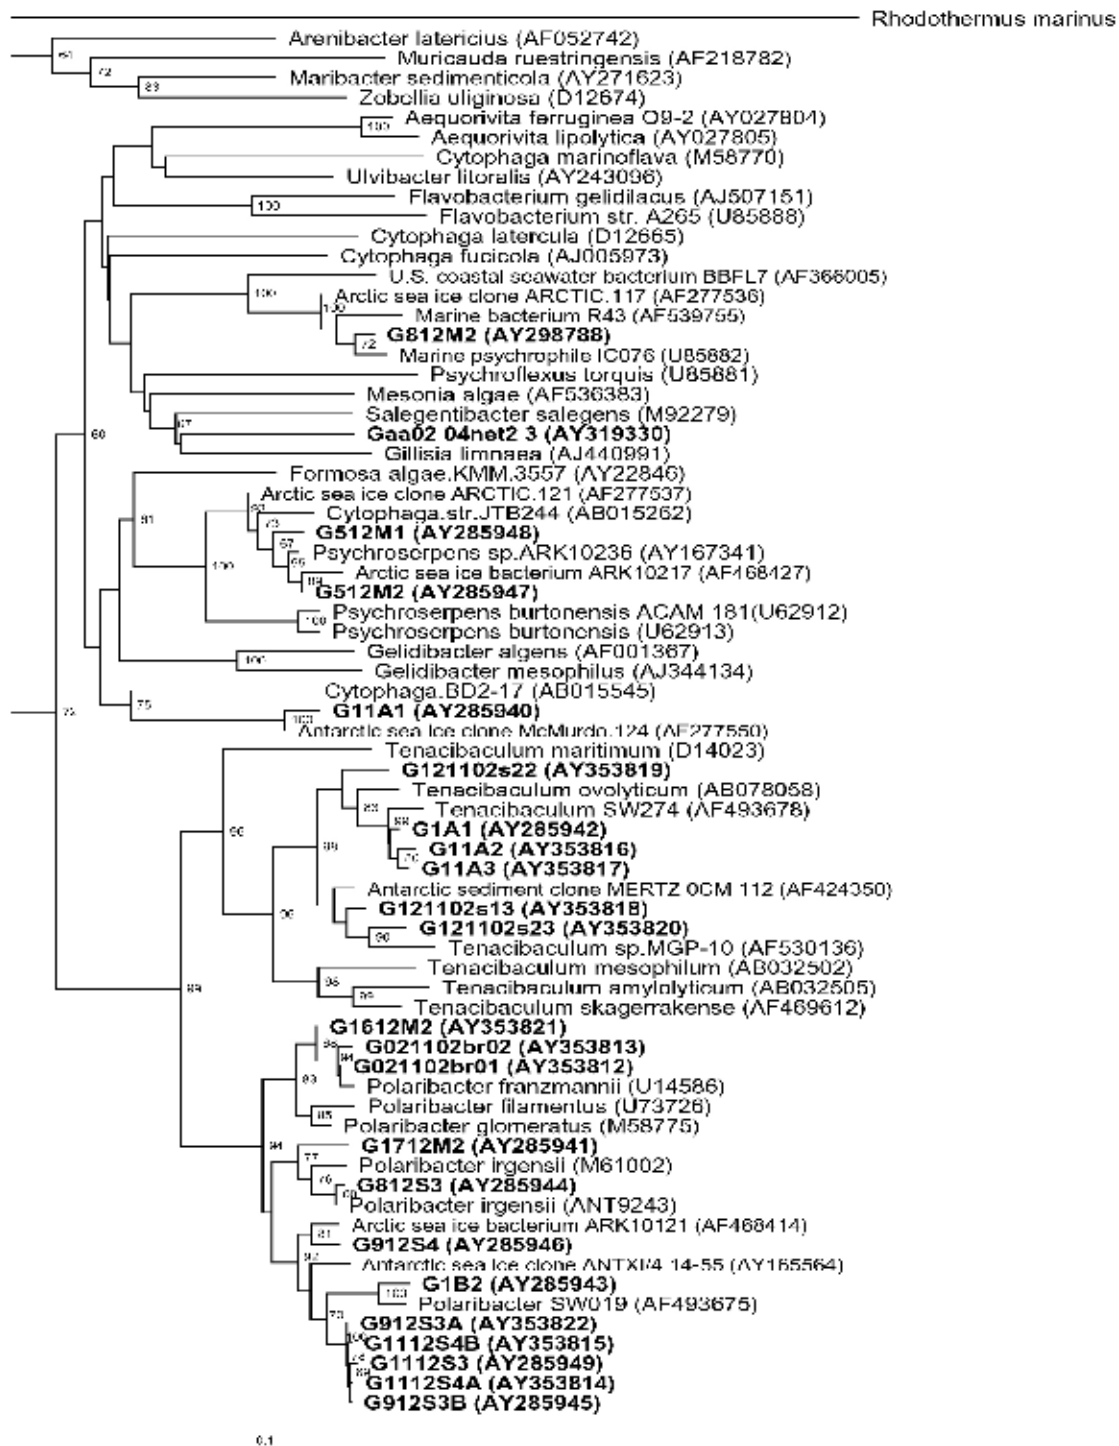 Rhodothermus marinus
Arenibacter latericius (AF052742)
Muricauda ruestringensis (AF218782)
Maribacter sedimenticola (AY271623)
Zobellia uliginosa (D12674)
Aequorivita ferruginea O9-2 (AY027804)
Aequorivita lipolytica (AY027805)
Cytophaga marinoflava (M58770)
Ulvibacter litoralis (AY243096)
Flavobacterium gelidilacus (AJ507151)
Flavobacterium str. A265 (U85888)
Cytophaga latercula (D12665)
Cytophaga fucicola (AJ005973)
U.S. coastal seawater bacterium BBFL7 (AF366005)
Arctic sea ice clone ARCTIC.117 (AF277536)
Marine bacterium R43 (AF539755)
G812M2 (AY298788)
Marine psychrophile IC076 (U85882)
Psychroflexus torquis (U85881)
Mesonia algae (AF536383)
Salegentibacter salegens (M92279)
Gaa02 04net2 3 (AY319330)
Gillisia limnaea (AJ440991)
Formosa algae.KMM.3557 (AY22846)
Arctic sea ice clone ARCTIC.121 (AF277537)
Cytophaga.str.JTB244 (AB015262)
G512M1 (AY285948)
Psychroserpens sp.ARK10236 (AY167341)
Arctic sea ice bacterium ARK10217 (AF468427)
G512M2 (AY285947)
Psychroserpens burtonensis ACAM 181(U62912)
Psychroserpens burtonensis (U62913)
Gelidibacter algens (AF001367)
Gelidibacter mesophilus (AJ344134)
Cytophaga.BD2-17 (AB015545)
G11A1 (AY285940)
Antarctic sea ice clone McMurdo.124 (AF277550)
Tenacibaculum maritimum (D14023)
G121102s22 (AY353819)
Tenacibaculum ovolyticum (AB078058)
Tenacibaculum SW274 (AF493678)
G1A1 (AY285942)
G11A2 (AY353816)
G11A3 (AY353817)
Antarctic sediment clone MERTZ 0CM 112 (AF424350)
G121102s13 (AY353818)
G121102s23 (AY353820)
Tenacibaculum sp.MGP-10 (AF530136)
Tenacibaculum mesophilum (AB032502)
Tenacibaculum amylolyticum (AB032505)
Tenacibaculum skagerrakense (AF469612)
G1612M2 (AY353821)
G021102br02 (AY353813)
G021102br01 (AY353812)
Polaribacter franzmannii (U14586)
Polaribacter filamentus (U73726)
Polaribacter glomeratus (M58775)
G1712M2 (AY285941)
Polaribacter irgensii (M61002)
G812S3 (AY285944)
Polaribacter irgensii (ANT9243)
Arctic sea ice bacterium ARK10121 (AF468414)
G912S4 (AY285946)
Antarctic sea ice clone ANTXI/4 14-55 (AY165564)
G1B2 (AY285943)
Polaribacter SW019 (AF493675)
G912S3A (AY353822)
G1112S4B (AY353815)
G1112S3 (AY285949)
G1112S4A (AY353814)
G912S3B (AY285945)
0.1